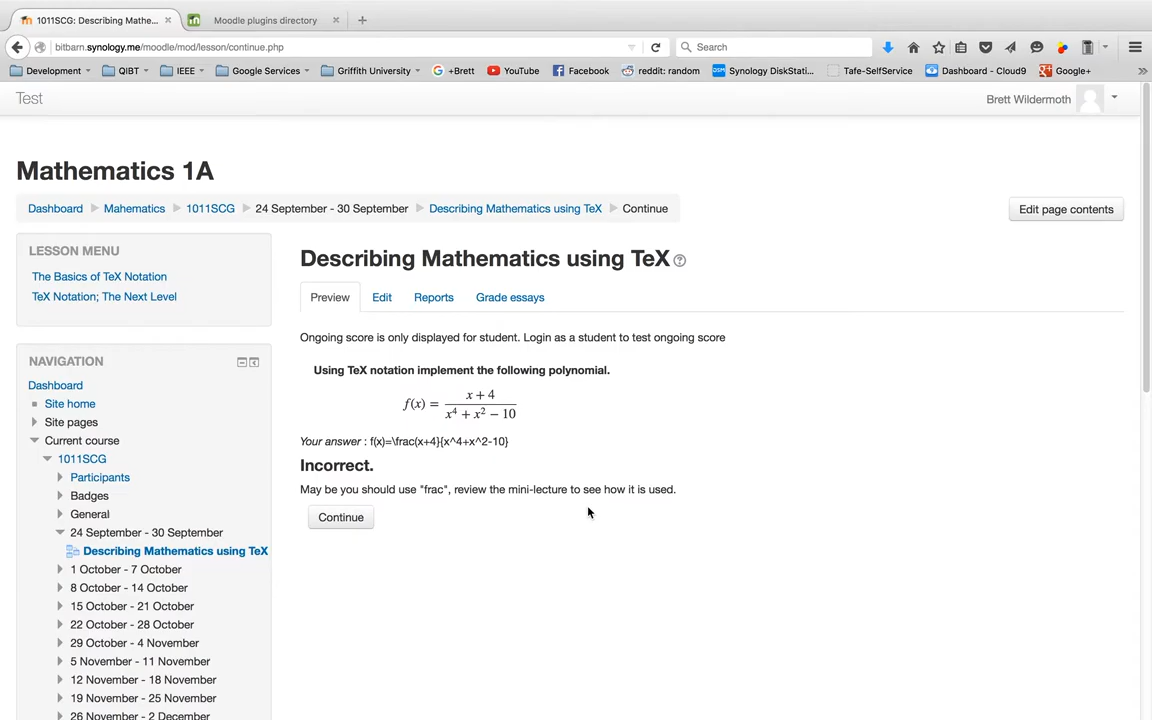 1011SCG: Describing Mathe...
Moodle plugins directory
bitbarn.synology.me/moodle/mod/lesson/continue.php
Search
Development
QIBT
IEEE
Google Services
Griffith University
+Brett
YouTube
Facebook
reddit: random
Synology DiskStati...
Tafe-SelfService
Dashboard - Cloud9
Google+
Test
Brett Wildermoth
Mathematics 1A
Dashboard
Mahematics
1011SCG
24 September - 30 September
Describing Mathematics using TeX
Continue
Edit page contents
LESSON MENU
The Basics of TeX Notation
TeX Notation; The Next Level
NAVIGATION
Dashboard
Site home
Site pages
Current course
1011SCG
Participants
Badges
General
24 September - 30 September
Describing Mathematics using TeX
1 October - 7 October
8 October - 14 October
15 October - 21 October
22 October - 28 October
29 October - 4 November
5 November - 11 November
12 November - 18 November
19 November - 25 November
26 November - 2 December
Describing Mathematics using TeX
Preview
Edit
Reports
Grade essays
Ongoing score is only displayed for student. Login as a student to test ongoing score
Using TeX notation implement the following polynomial.
f(x) = x + 4 / x⁴ + x² − 10
Your answer : f(x)=\frac(x+4}{x^4+x^2-10}
Incorrect.
May be you should use "frac", review the mini-lecture to see how it is used.
Continue